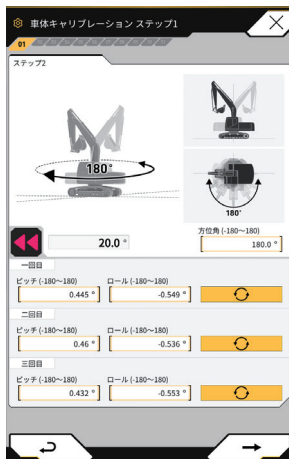 車体キャリブレーション ステップ1
01
ステップ2
180°
180°
方位角 (-180～180)
20.0 °
180.0 °
一回目
ピッチ (-180～180) ロール (-180～180)
0.445 ° -0.549 °
二回目
ピッチ (-180～180) ロール (-180～180)
0.46 ° -0.536 °
三回目
ピッチ (-180～180) ロール (-180～180)
0.432 ° -0.553 °